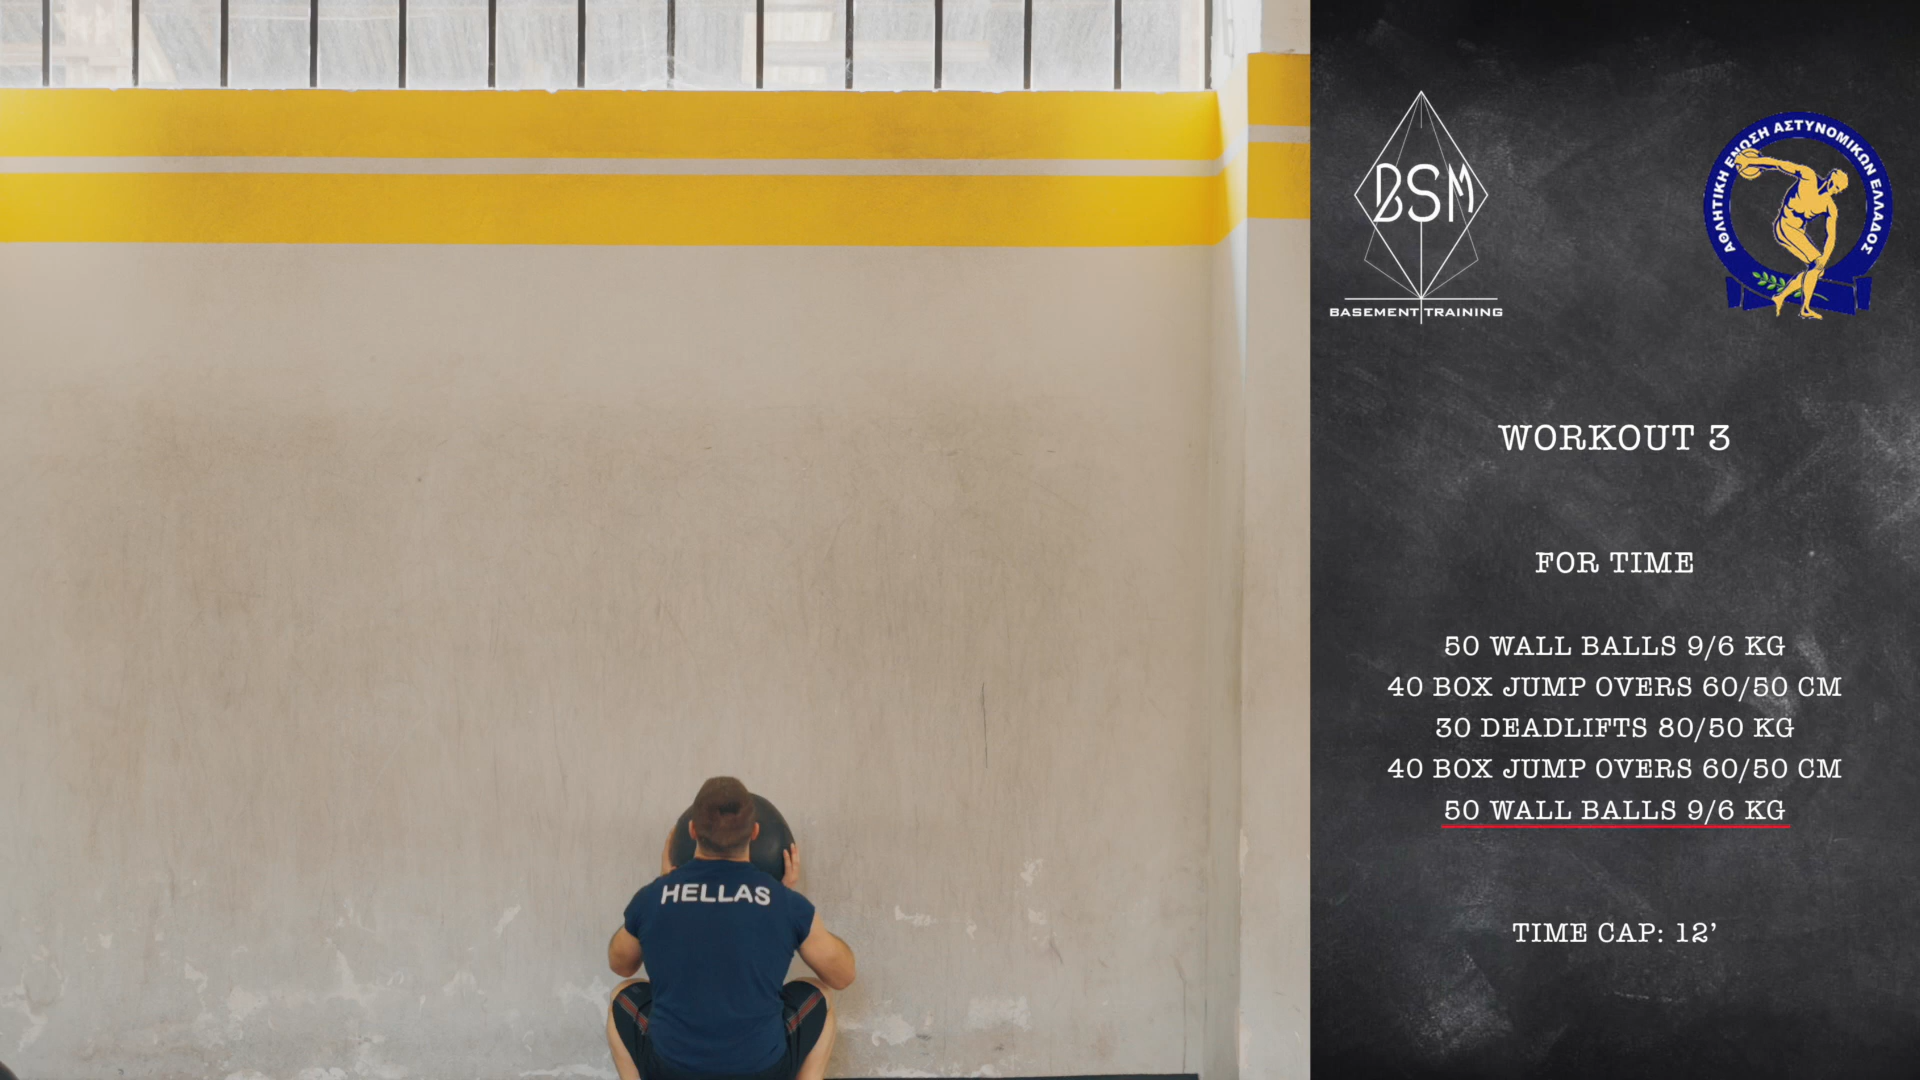 BSM
BASEMENT TRAINING
ΑΘΛΗΤΙΚΗ ΕΝΩΣΗ ΑΣΤΥΝΟΜΙΚΩΝ ΕΛΛΑΔΟΣ
WORKOUT 3
FOR TIME
50 WALL BALLS 9/6 KG
40 BOX JUMP OVERS 60/50 CM
30 DEADLIFTS 80/50 KG
40 BOX JUMP OVERS 60/50 CM
50 WALL BALLS 9/6 KG
TIME CAP: 12’
HELLAS